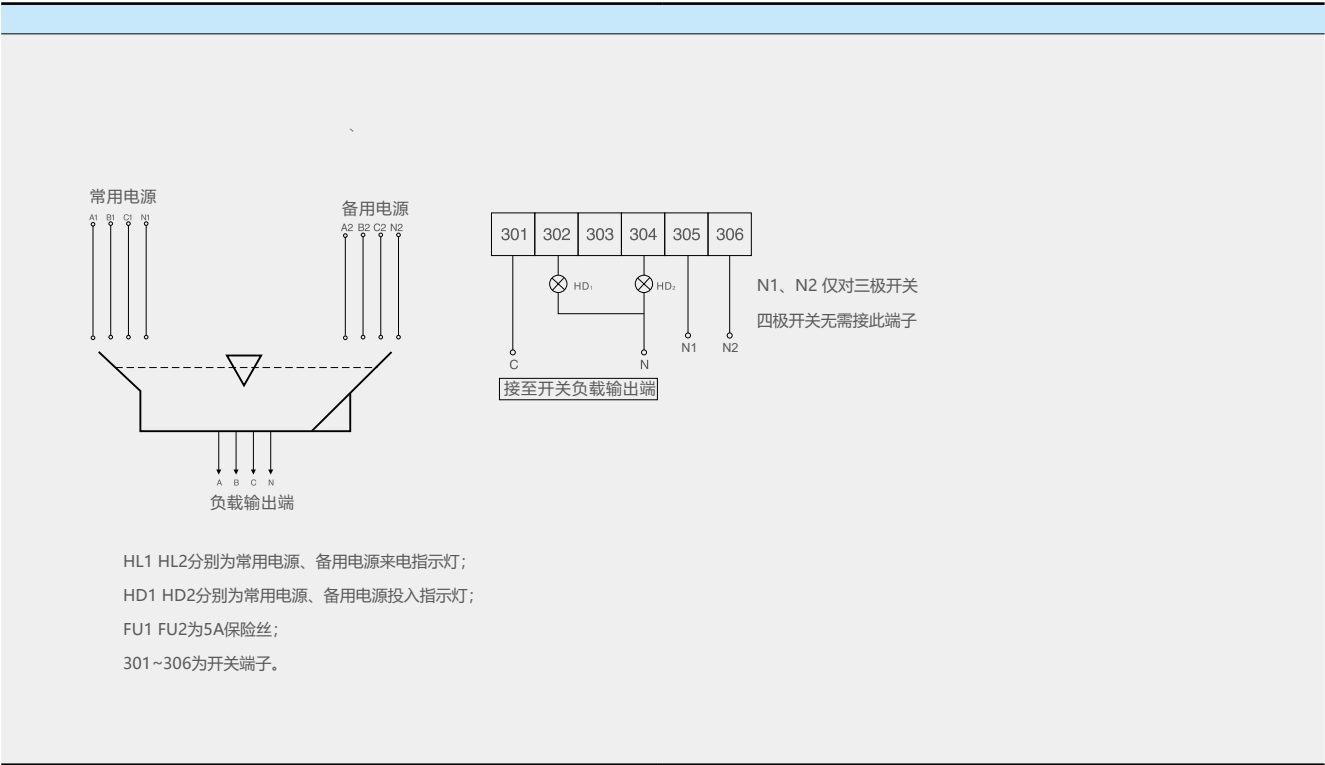 、
常用电源
A1 B1 C1 N1
备用电源
A2 B2 C2 N2
301 302 303 304 305 306
HD₁ HD₂
N1、N2 仅对三极开关
四极开关无需接此端子
N1 N2
C N
接至开关负载输出端
A B C N
负载输出端
HL1 HL2分别为常用电源、备用电源来电指示灯；
HD1 HD2分别为常用电源、备用电源投入指示灯；
FU1 FU2为5A保险丝；
301~306为开关端子。